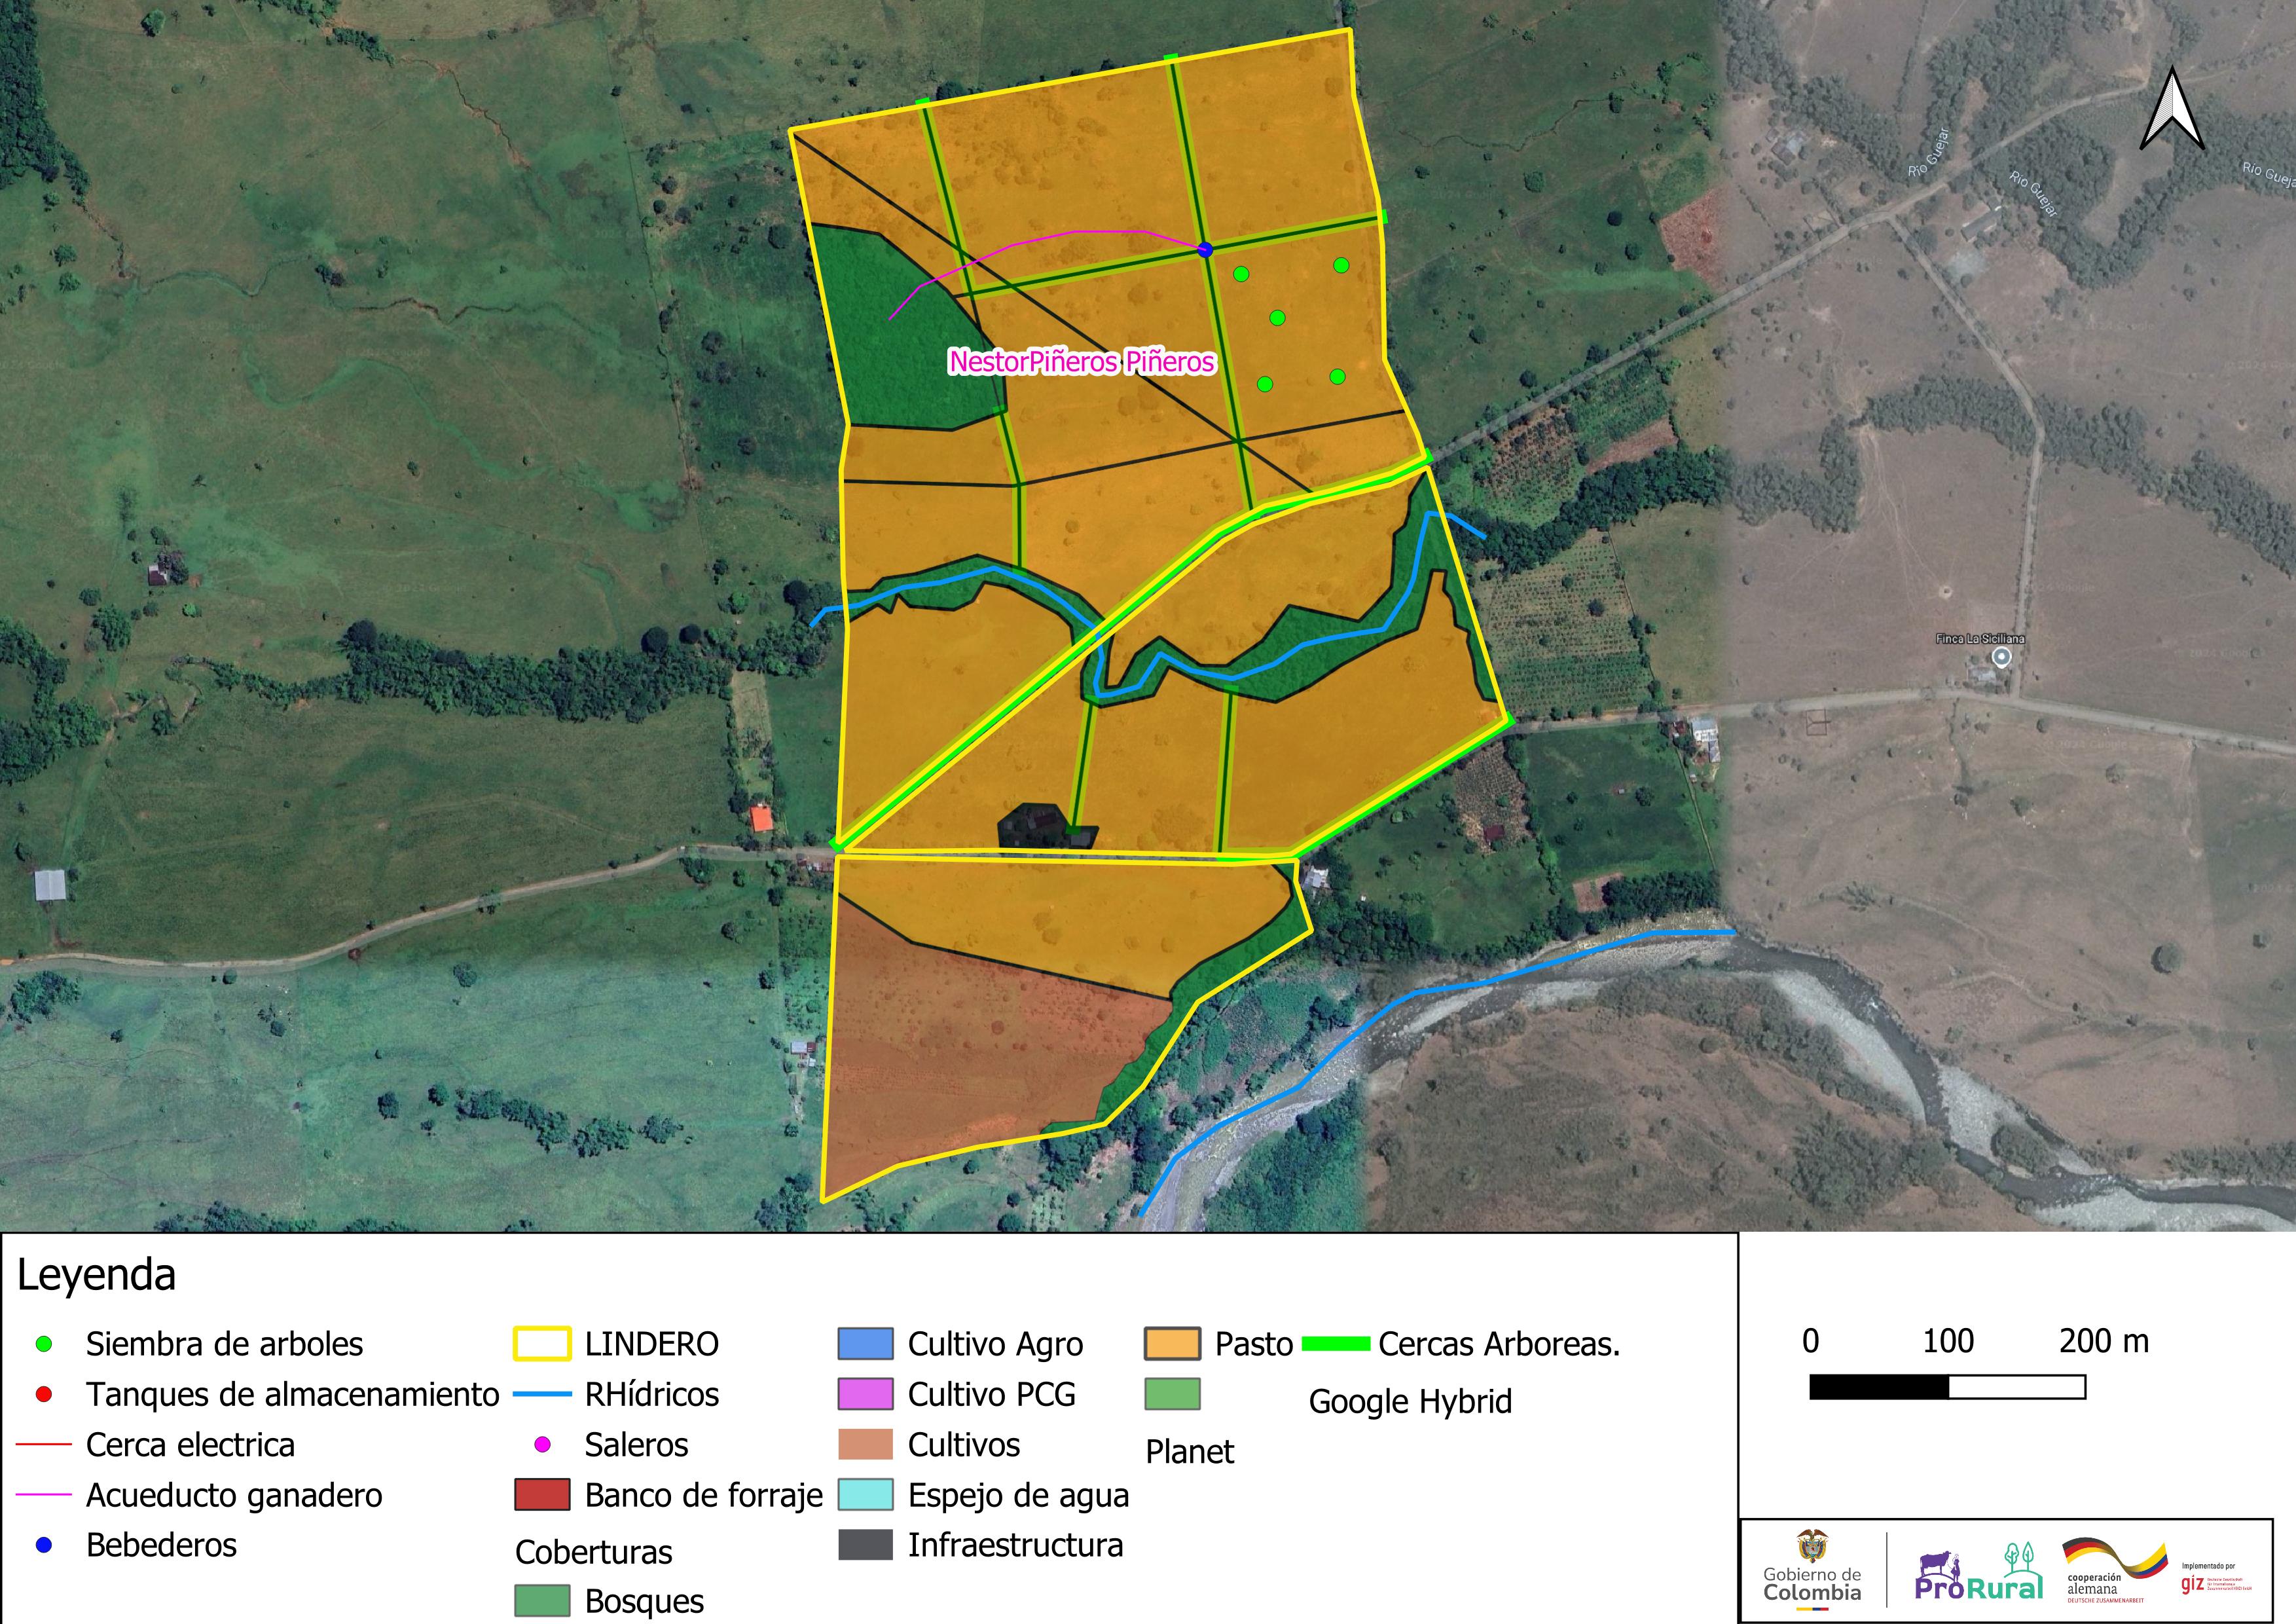 Río Guejar
Río Guejar
Río Gueja
NestorPiñeros Piñeros
Finca La Siciliana
Leyenda
Siembra de arboles
Tanques de almacenamiento
Cerca electrica
Acueducto ganadero
Bebederos
LINDERO
RHídricos
Saleros
Banco de forraje
Coberturas
Bosques
Cultivo Agro
Cultivo PCG
Cultivos
Espejo de agua
Infraestructura
Pasto
Planet
Cercas Arboreas.
Google Hybrid
0 100 200 m
Gobierno de
Colombia
ProRural
cooperación
alemana
DEUTSCHE ZUSAMMENARBEIT
Implementado por
giz